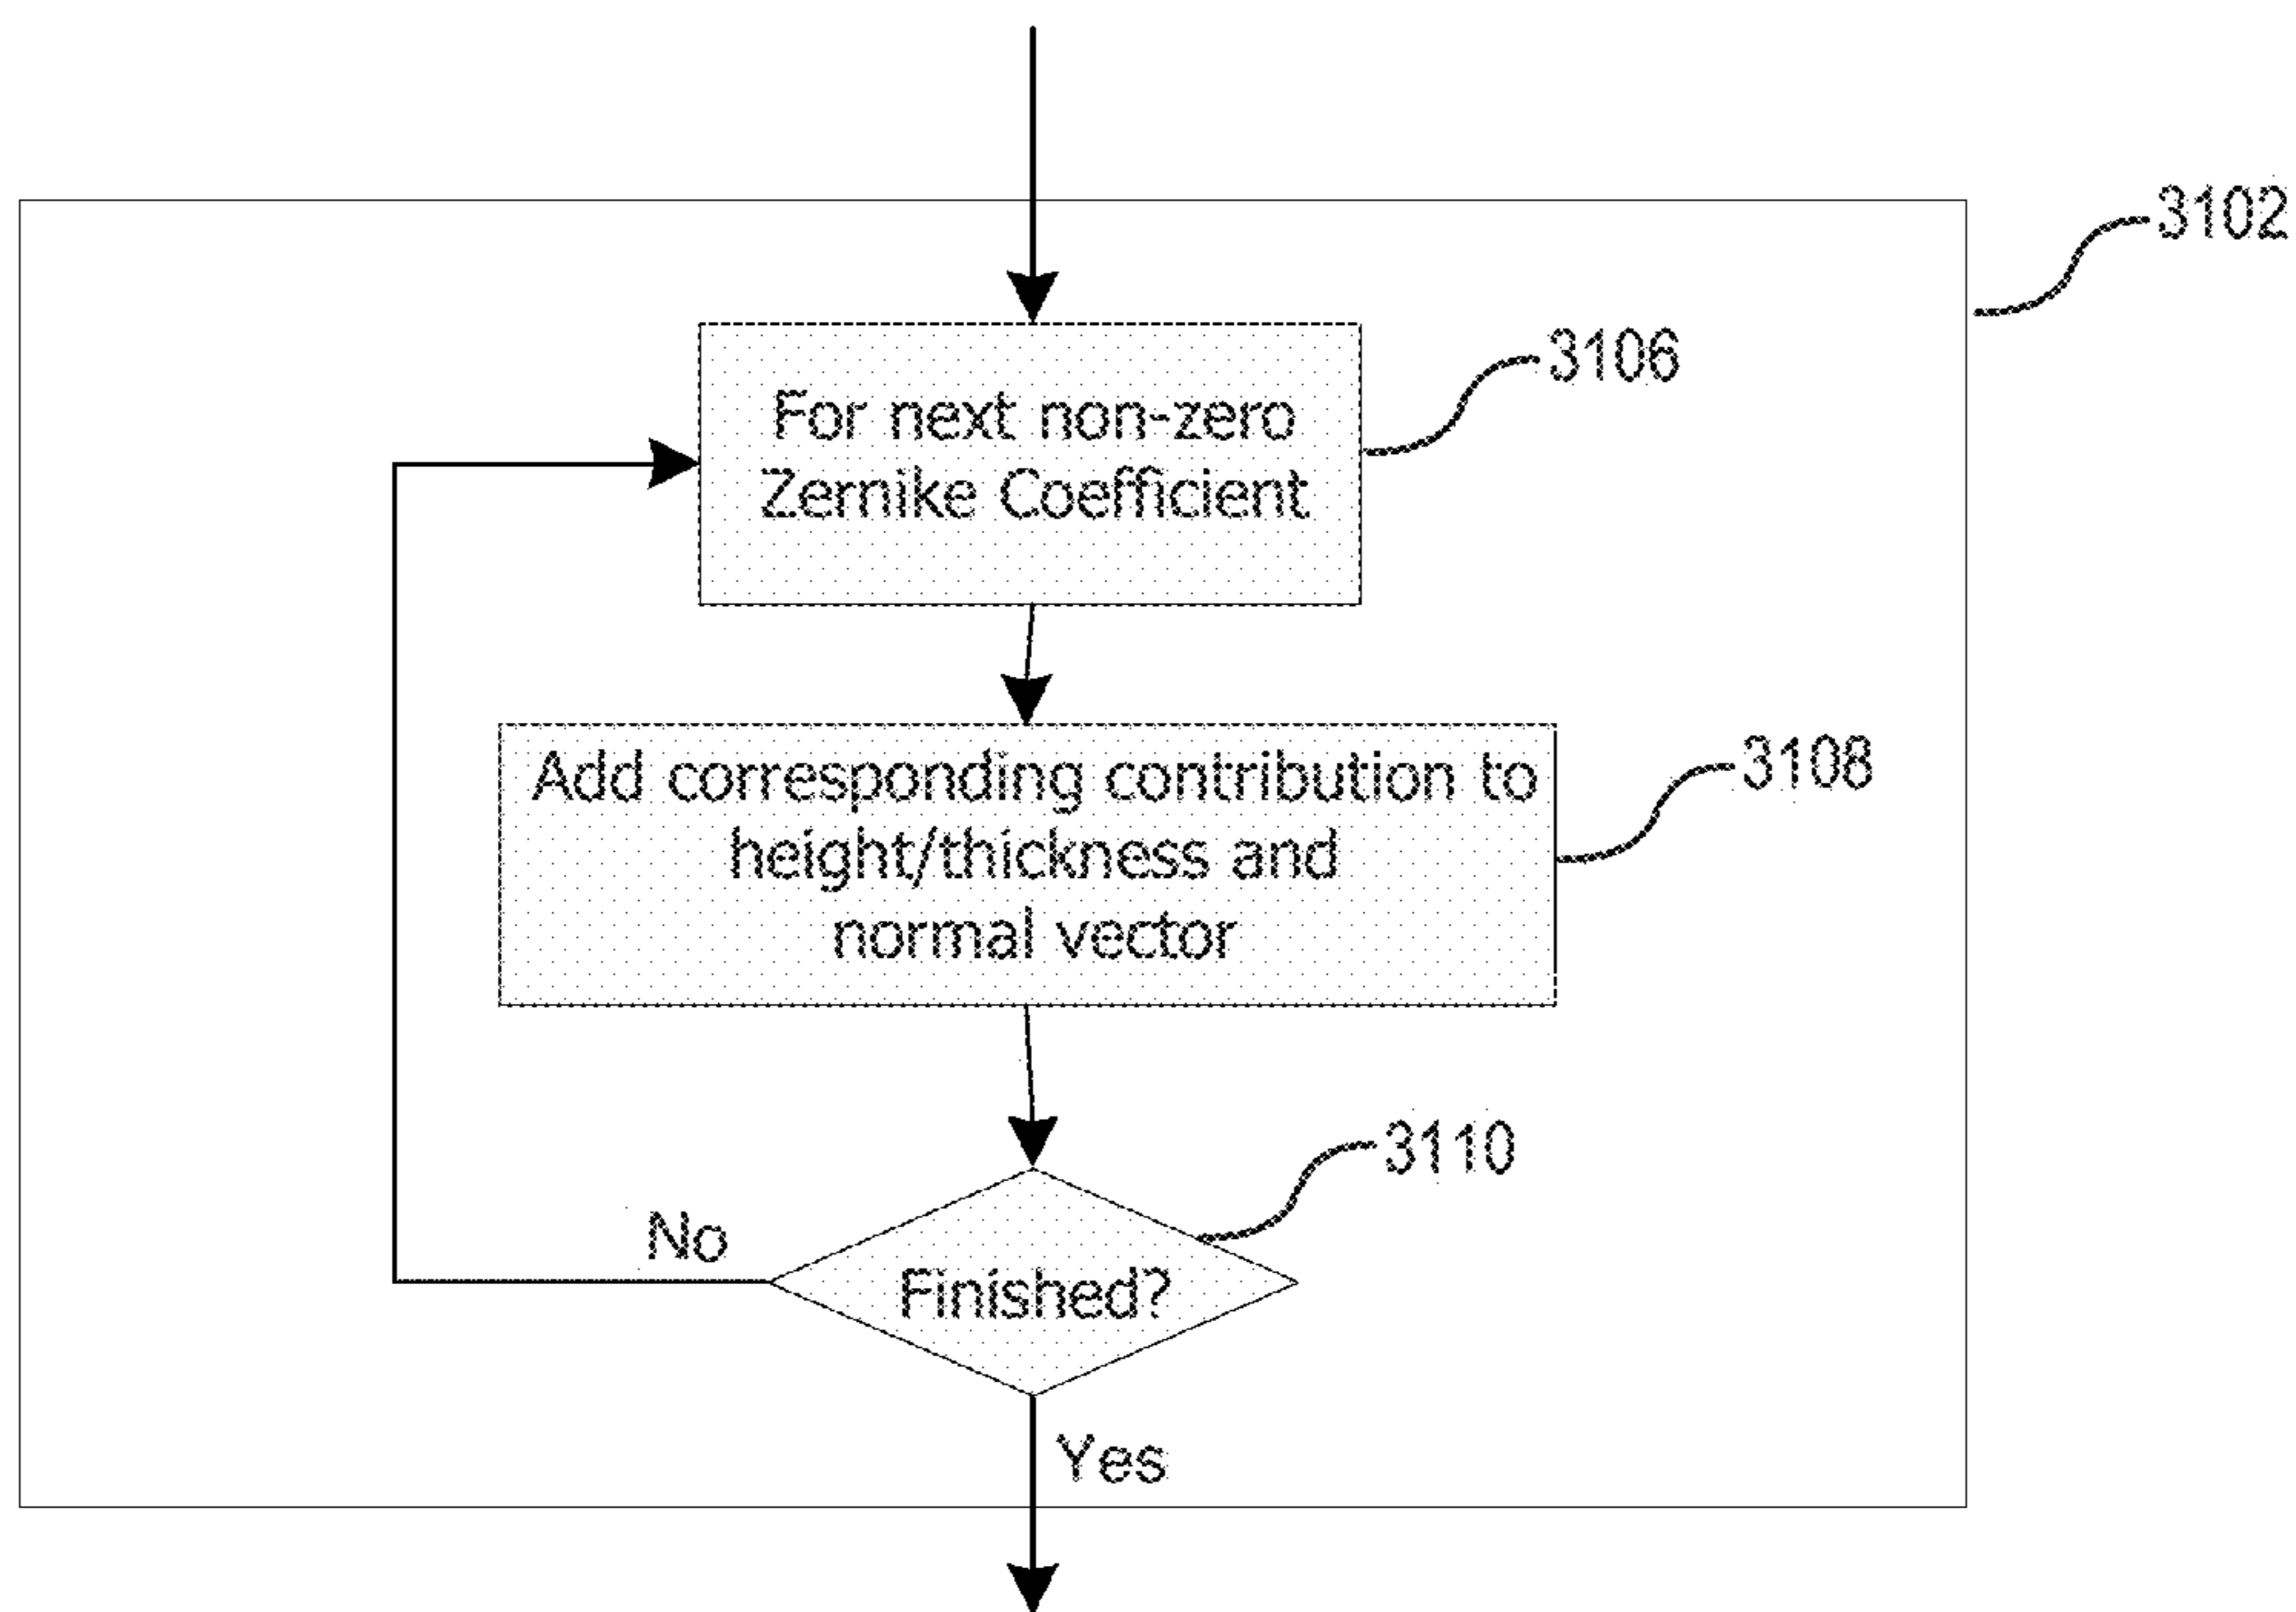 3102
3106
For next non-zero
Zernike Coefficient
3108
Add corresponding contribution to
height/thickness and
normal vector
3110
No
Finished?
Yes